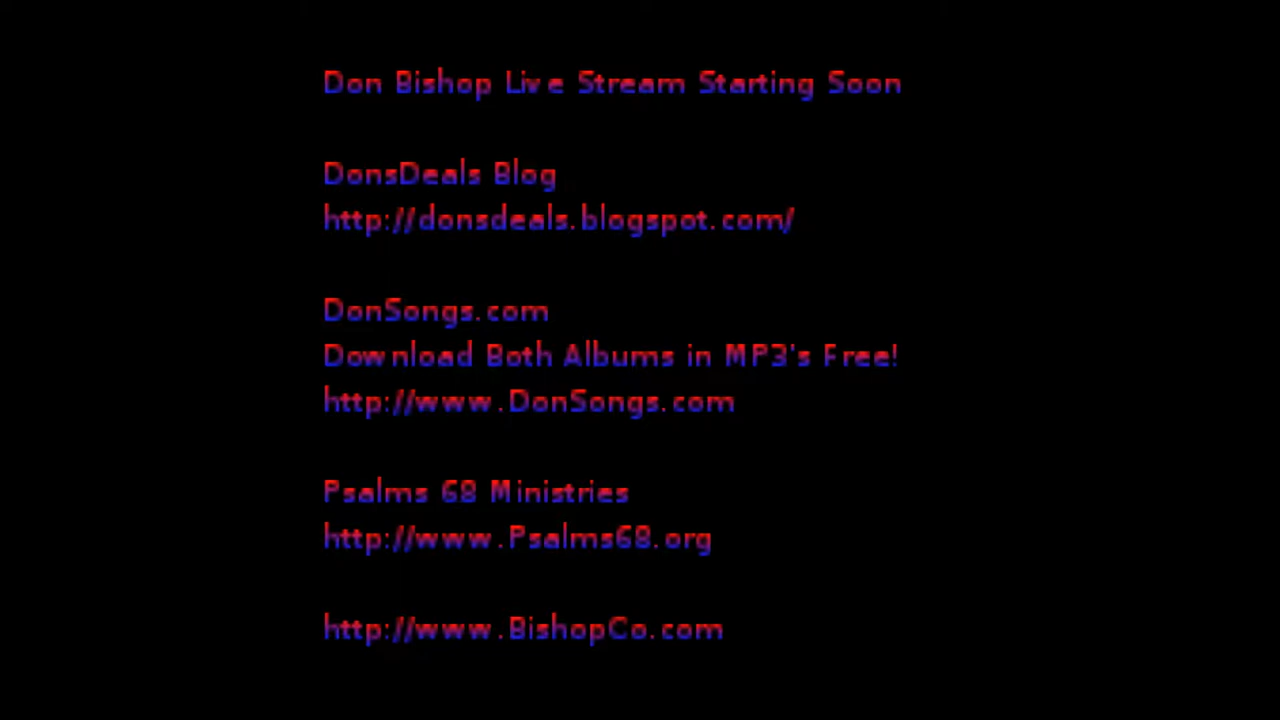 Don Bishop Live Stream Starting Soon
DonsDeals Blog
http://donsdeals.blogspot.com/
DonSongs.com
Download Both Albums in MP3's Free!
http://www.DonSongs.com
Psalms 68 Ministries
http://www.Psalms68.org
http://www.BishopCo.com